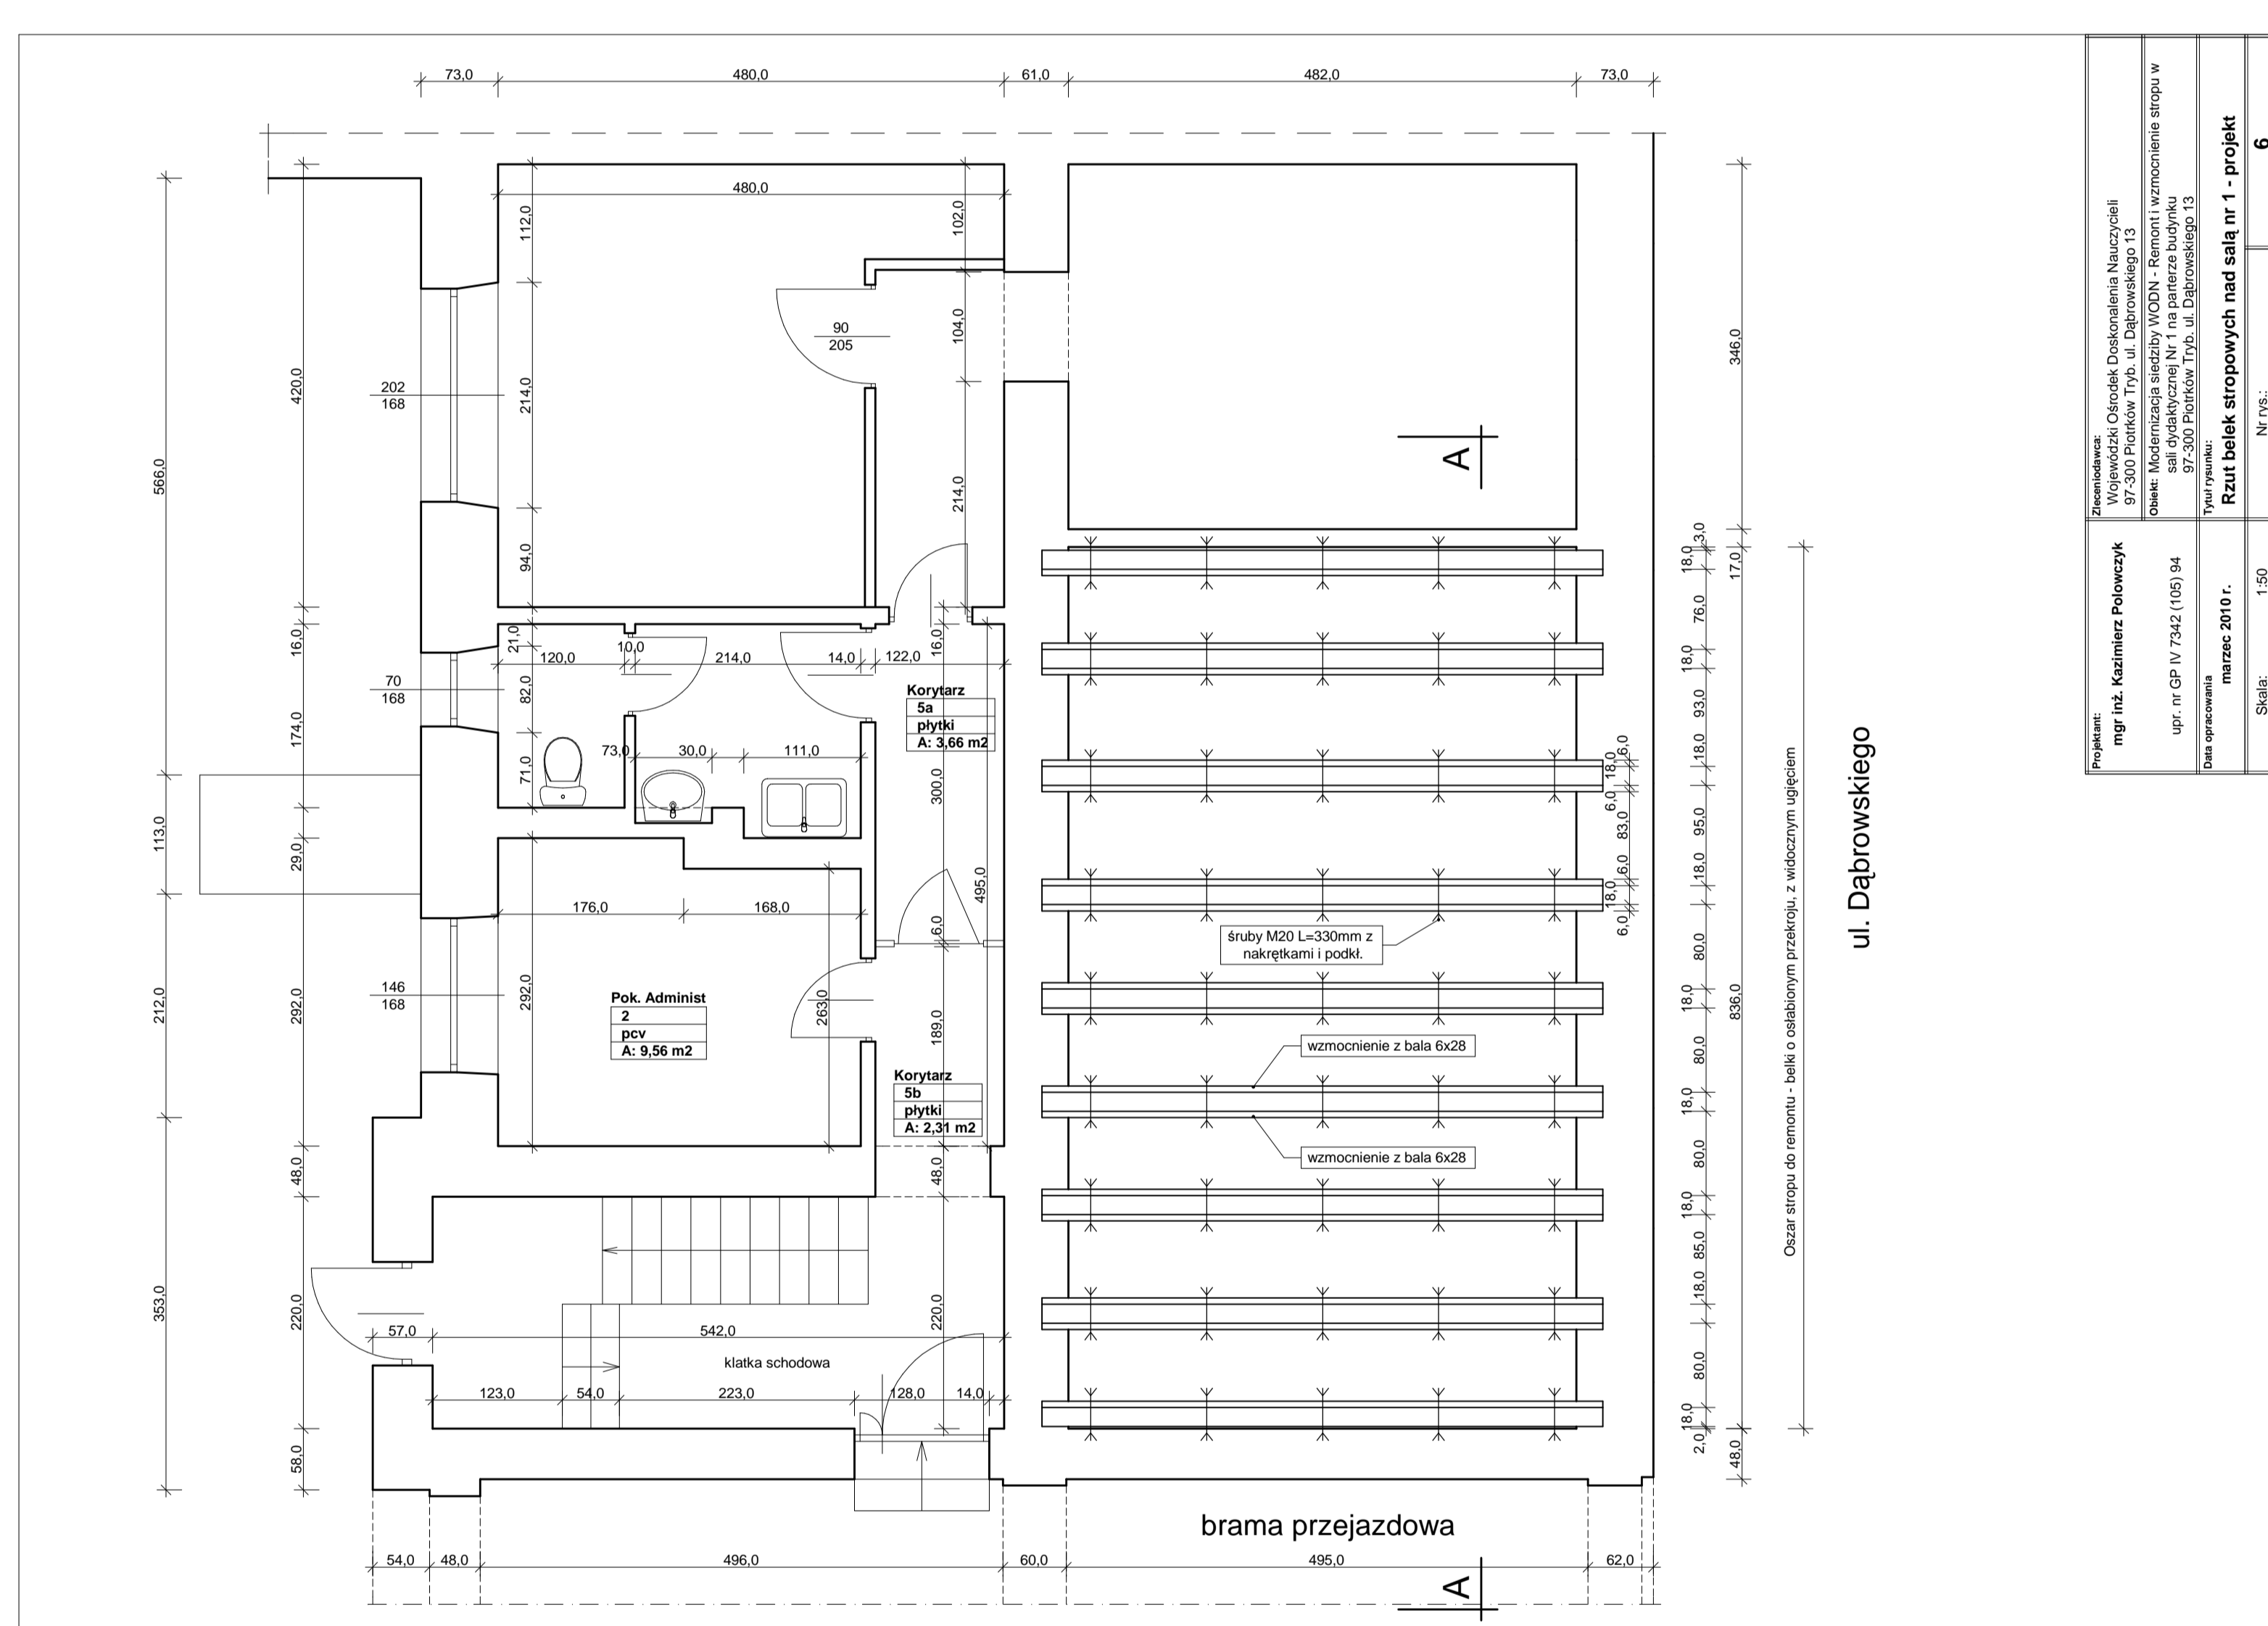 73,0
480,0
61,0
482,0
73,0
480,0
112,0
102,0
420,0
566,0
202
168
214,0
90
205
104,0
214,0
94,0
346,0
A
16,0
21,0
120,0
10,0
214,0
14,0
122,0
16,0
70
168
82,0
174,0
71,0
73,0
30,0
111,0
Korytarz
5a
płytki
A: 3,66 m2
300,0
113,0
29,0
176,0
168,0
495,0
6,0
212,0
146
168
292,0
292,0
263,0
Pok. Administ
2
pcv
A: 9,56 m2
189,0
Korytarz
5b
płytki
A: 2,31 m2
48,0
48,0
353,0
220,0
220,0
57,0
542,0
klatka schodowa
123,0
54,0
223,0
128,0
14,0
58,0
54,0
48,0
496,0
60,0
495,0
62,0
brama przejazdowa
A
śruby M20 L=330mm z
nakrętkami i podkł.
wzmocnienie z bala 6x28
wzmocnienie z bala 6x28
3,0
18,0
17,0
76,0
18,0
93,0
18,0
6,0
18,0
6,0
95,0
83,0
18,0
6,0
18,0
6,0
80,0
18,0
836,0
80,0
18,0
80,0
18,0
85,0
18,0
80,0
18,0
2,0
48,0
Oszar stropu do remontu - belki o osłabionym przekroju, z widocznym ugięciem
ul. Dąbrowskiego
Zleceniodawca:
Wojewódzki Ośrodek Doskonalenia Nauczycieli
97-300 Piotrków Tryb. ul. Dąbrowskiego 13
Obiekt: Modernizacja siedziby WODN - Remont i wzmocnienie stropu w
sali dydaktycznej Nr 1 na parterze budynku
97-300 Piotrków Tryb. ul. Dąbrowskiego 13
Tytuł rysunku:
Rzut belek stropowych nad salą nr 1 - projekt
Nr rys.:
6
Projektant:
mgr inż. Kazimierz Polowczyk
upr. nr GP IV 7342 (105) 94
Data opracowania
marzec 2010 r.
Skala:
1:50